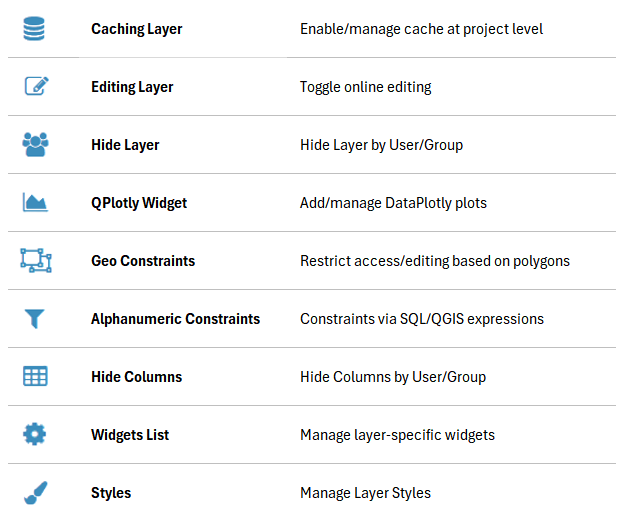 Caching Layer Enable/manage cache at project level
Editing Layer Toggle online editing
Hide Layer Hide Layer by User/Group
QPlotly Widget Add/manage DataPlotly plots
Geo Constraints Restrict access/editing based on polygons
Alphanumeric Constraints Constraints via SQL/QGIS expressions
Hide Columns Hide Columns by User/Group
Widgets List Manage layer-specific widgets
Styles Manage Layer Styles